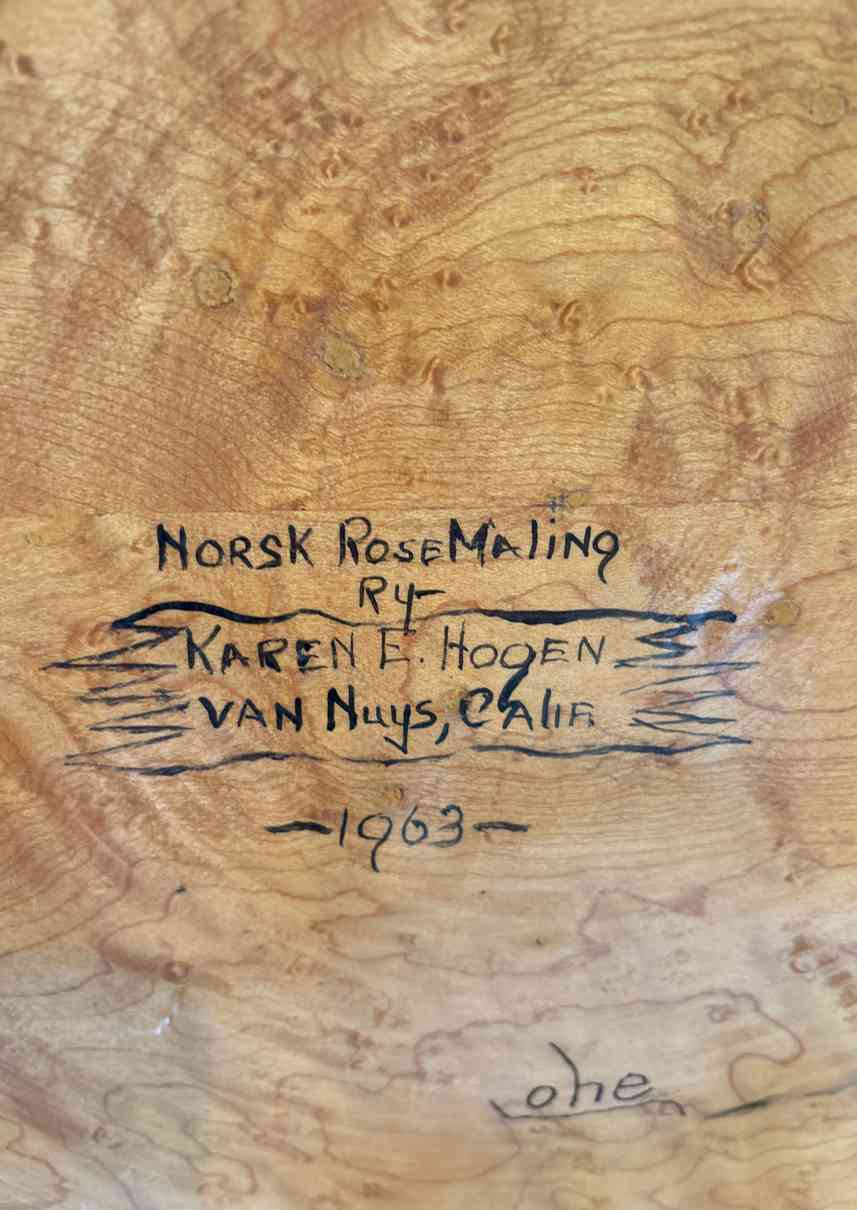 NORSK ROSEMALING
By-
KAREN E. HOGEN
VAN NUYS, CALIF
-1963-
ohe